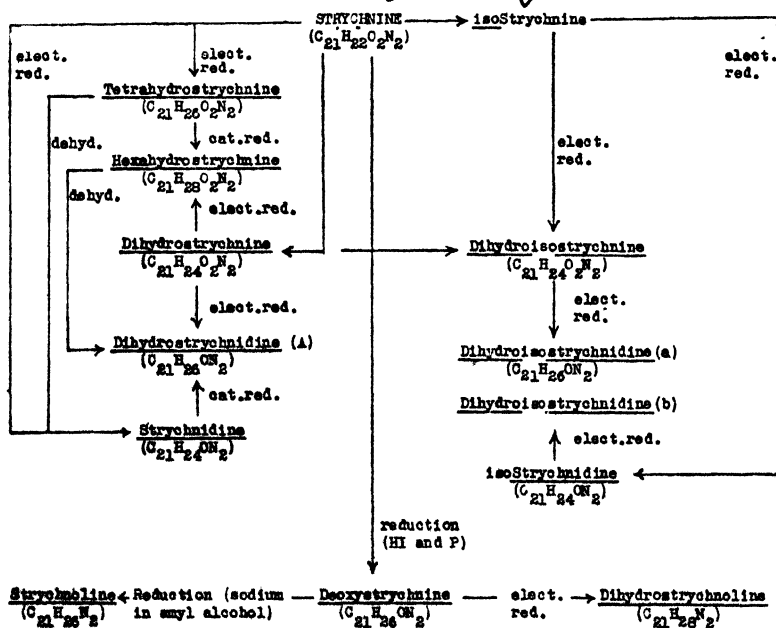 STRYCHNINE
(C21H22O2N2)
isoStrychnine
elect.
red.
elect.
red.
elect.
red.
Tetrahydrostrychnine
(C21H26O2N2)
dehyd.
cat.red.
Hexahydrostrychnine
(C21H28O2N2)
dehyd.
elect.red.
elect.
red.
Dihydrostrychnine
(C21H24O2N2)
Dihydroisostrychnine
(C21H24O2N2)
elect.red.
elect.
red.
Dihydrostrychnidine (A)
(C21H26ON2)
Dihydroisostrychnidine(a)
(C21H26ON2)
cat.red.
Dihydroisostrychnidine(b)
Strychnidine
(C21H24ON2)
elect.red.
isoStrychnidine
(C21H24ON2)
reduction
(HI and P)
Strychnoline
(C21H26N2)
Reduction (sodium
in amyl alcohol)
Deoxystrychnine
(C21H26ON2)
elect.
red.
Dihydrostrychnoline
(C21H28N2)